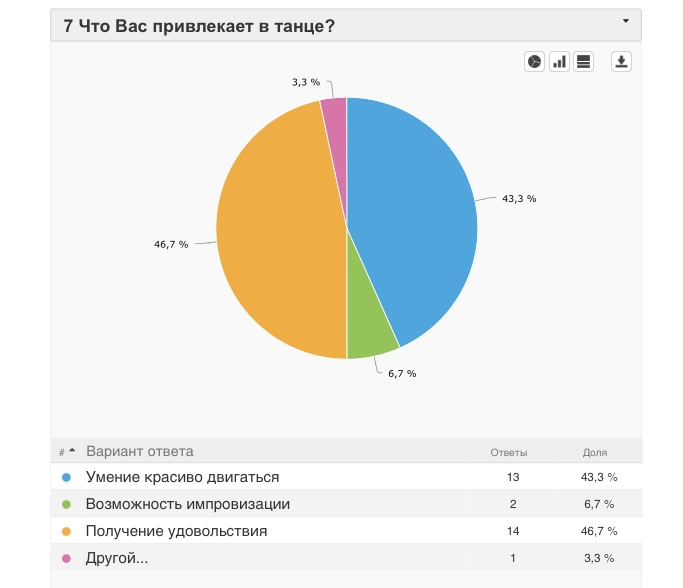 7 Что Вас привлекает в танце?
3,3 %
43,3 %
46,7 %
6,7 %
# Вариант ответа Ответы Доля
Умение красиво двигаться 13 43,3 %
Возможность импровизации 2 6,7 %
Получение удовольствия 14 46,7 %
Другой... 1 3,3 %